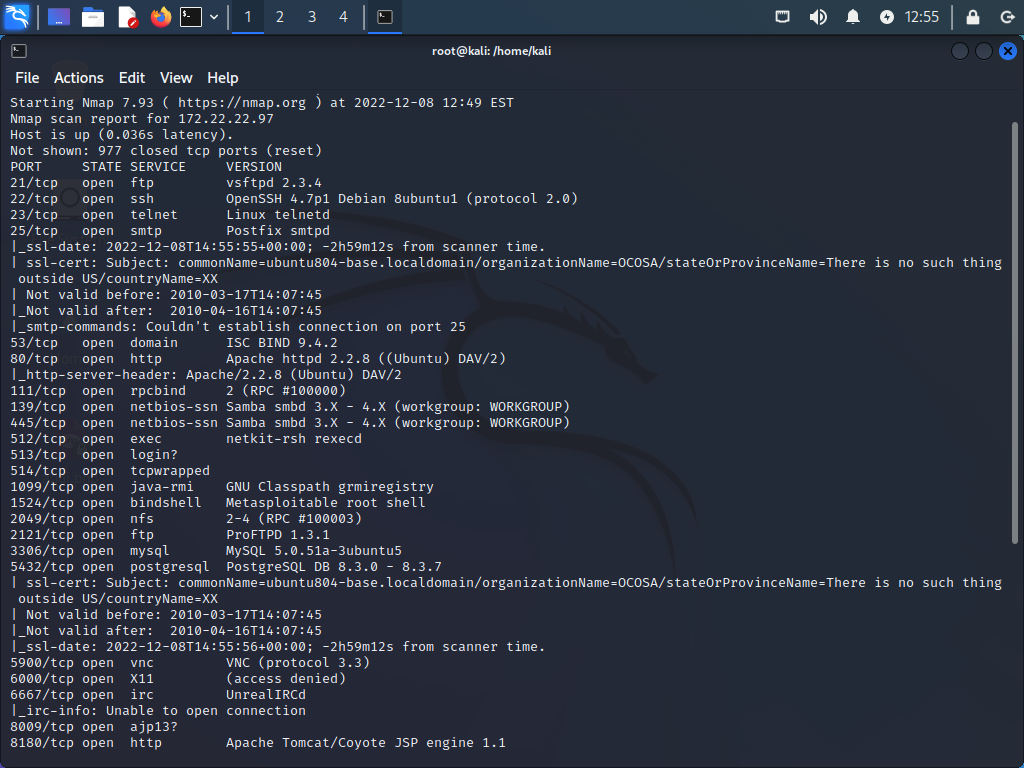 1 2 3 4 12:55
root@kali: /home/kali
File Actions Edit View Help
Starting Nmap 7.93 ( https://nmap.org ) at 2022-12-08 12:49 EST
Nmap scan report for 172.22.22.97
Host is up (0.036s latency).
Not shown: 977 closed tcp ports (reset)
PORT     STATE SERVICE     VERSION
21/tcp   open  ftp         vsftpd 2.3.4
22/tcp   open  ssh         OpenSSH 4.7p1 Debian 8ubuntu1 (protocol 2.0)
23/tcp   open  telnet      Linux telnetd
25/tcp   open  smtp        Postfix smtpd
|_ssl-date: 2022-12-08T14:55:55+00:00; -2h59m12s from scanner time.
| ssl-cert: Subject: commonName=ubuntu804-base.localdomain/organizationName=OCOSA/stateOrProvinceName=There is no such thing
 outside US/countryName=XX
| Not valid before: 2010-03-17T14:07:45
|_Not valid after:  2010-04-16T14:07:45
|_smtp-commands: Couldn't establish connection on port 25
53/tcp   open  domain      ISC BIND 9.4.2
80/tcp   open  http        Apache httpd 2.2.8 ((Ubuntu) DAV/2)
|_http-server-header: Apache/2.2.8 (Ubuntu) DAV/2
111/tcp  open  rpcbind     2 (RPC #100000)
139/tcp  open  netbios-ssn Samba smbd 3.X - 4.X (workgroup: WORKGROUP)
445/tcp  open  netbios-ssn Samba smbd 3.X - 4.X (workgroup: WORKGROUP)
512/tcp  open  exec        netkit-rsh rexecd
513/tcp  open  login?
514/tcp  open  tcpwrapped
1099/tcp open  java-rmi    GNU Classpath grmiregistry
1524/tcp open  bindshell   Metasploitable root shell
2049/tcp open  nfs         2-4 (RPC #100003)
2121/tcp open  ftp         ProFTPD 1.3.1
3306/tcp open  mysql       MySQL 5.0.51a-3ubuntu5
5432/tcp open  postgresql  PostgreSQL DB 8.3.0 - 8.3.7
| ssl-cert: Subject: commonName=ubuntu804-base.localdomain/organizationName=OCOSA/stateOrProvinceName=There is no such thing
 outside US/countryName=XX
| Not valid before: 2010-03-17T14:07:45
|_Not valid after:  2010-04-16T14:07:45
|_ssl-date: 2022-12-08T14:55:56+00:00; -2h59m12s from scanner time.
5900/tcp open  vnc         VNC (protocol 3.3)
6000/tcp open  X11         (access denied)
6667/tcp open  irc         UnrealIRCd
|_irc-info: Unable to open connection
8009/tcp open  ajp13?
8180/tcp open  http        Apache Tomcat/Coyote JSP engine 1.1